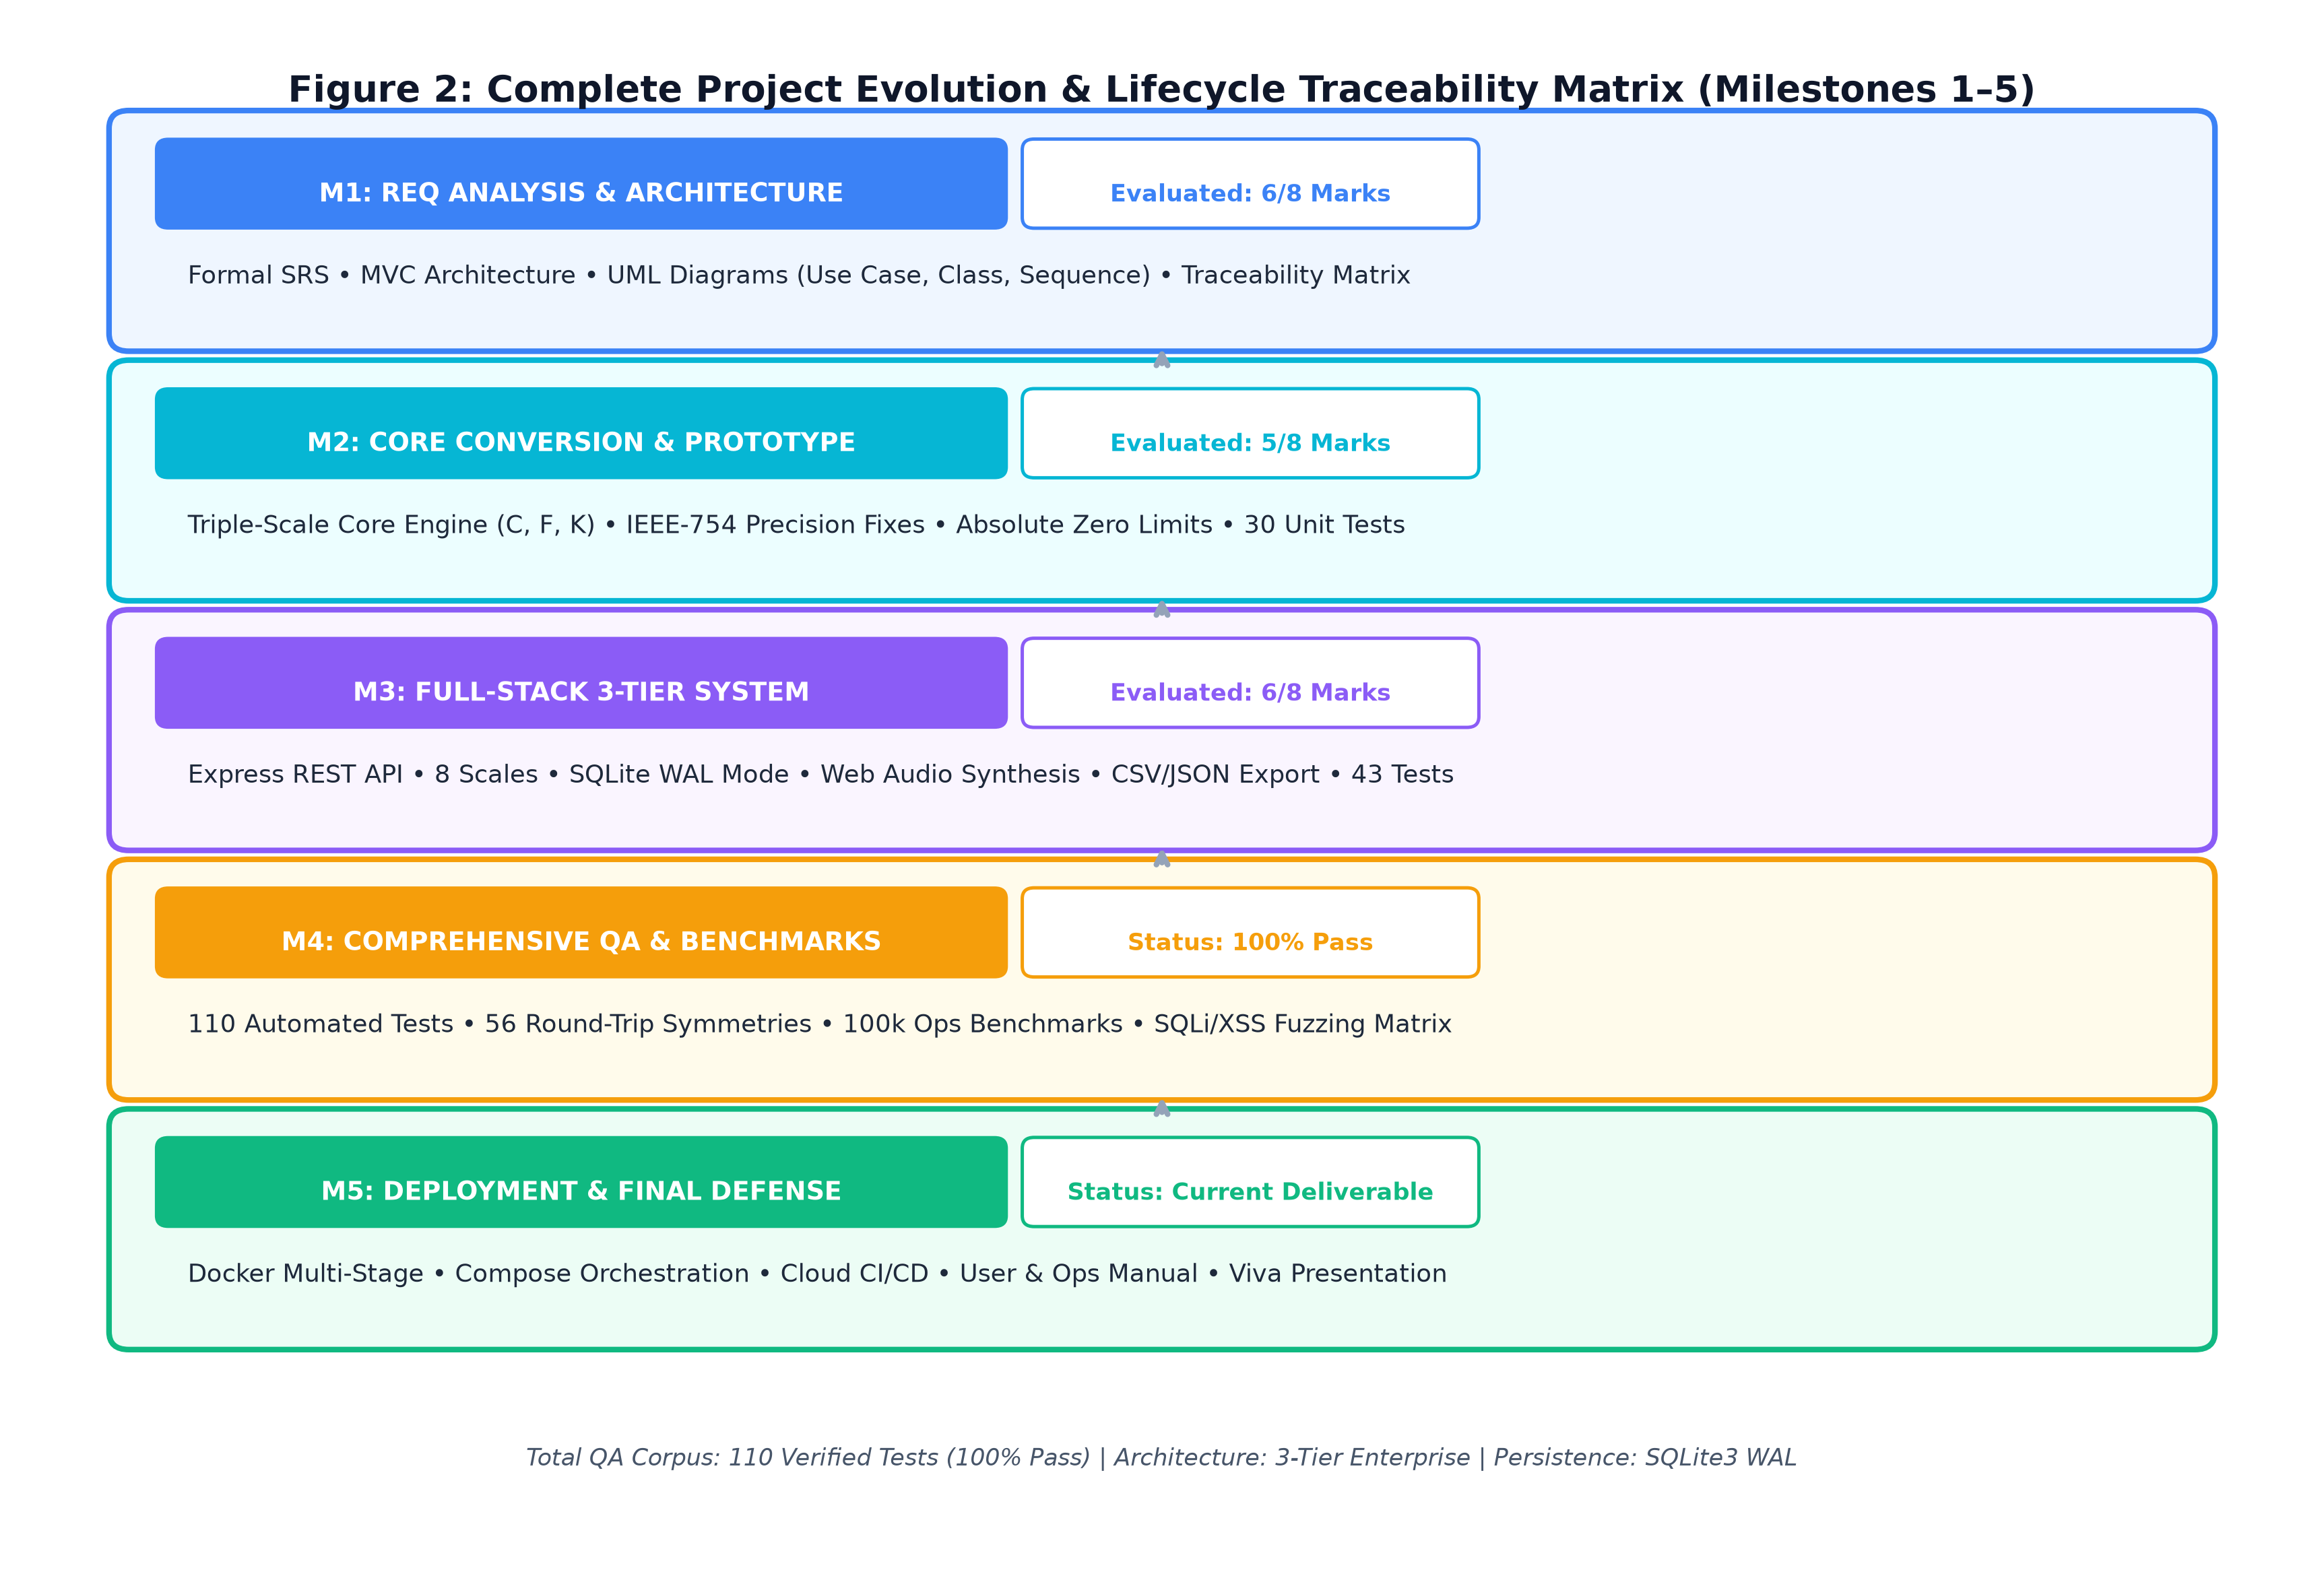 Figure 2: Complete Project Evolution & Lifecycle Traceability Matrix (Milestones 1–5)
M1: REQ ANALYSIS & ARCHITECTURE
Evaluated: 6/8 Marks
Formal SRS • MVC Architecture • UML Diagrams (Use Case, Class, Sequence) • Traceability Matrix
M2: CORE CONVERSION & PROTOTYPE
Evaluated: 5/8 Marks
Triple-Scale Core Engine (C, F, K) • IEEE-754 Precision Fixes • Absolute Zero Limits • 30 Unit Tests
M3: FULL-STACK 3-TIER SYSTEM
Evaluated: 6/8 Marks
Express REST API • 8 Scales • SQLite WAL Mode • Web Audio Synthesis • CSV/JSON Export • 43 Tests
M4: COMPREHENSIVE QA & BENCHMARKS
Status: 100% Pass
110 Automated Tests • 56 Round-Trip Symmetries • 100k Ops Benchmarks • SQLi/XSS Fuzzing Matrix
M5: DEPLOYMENT & FINAL DEFENSE
Status: Current Deliverable
Docker Multi-Stage • Compose Orchestration • Cloud CI/CD • User & Ops Manual • Viva Presentation
Total QA Corpus: 110 Verified Tests (100% Pass) | Architecture: 3-Tier Enterprise | Persistence: SQLite3 WAL